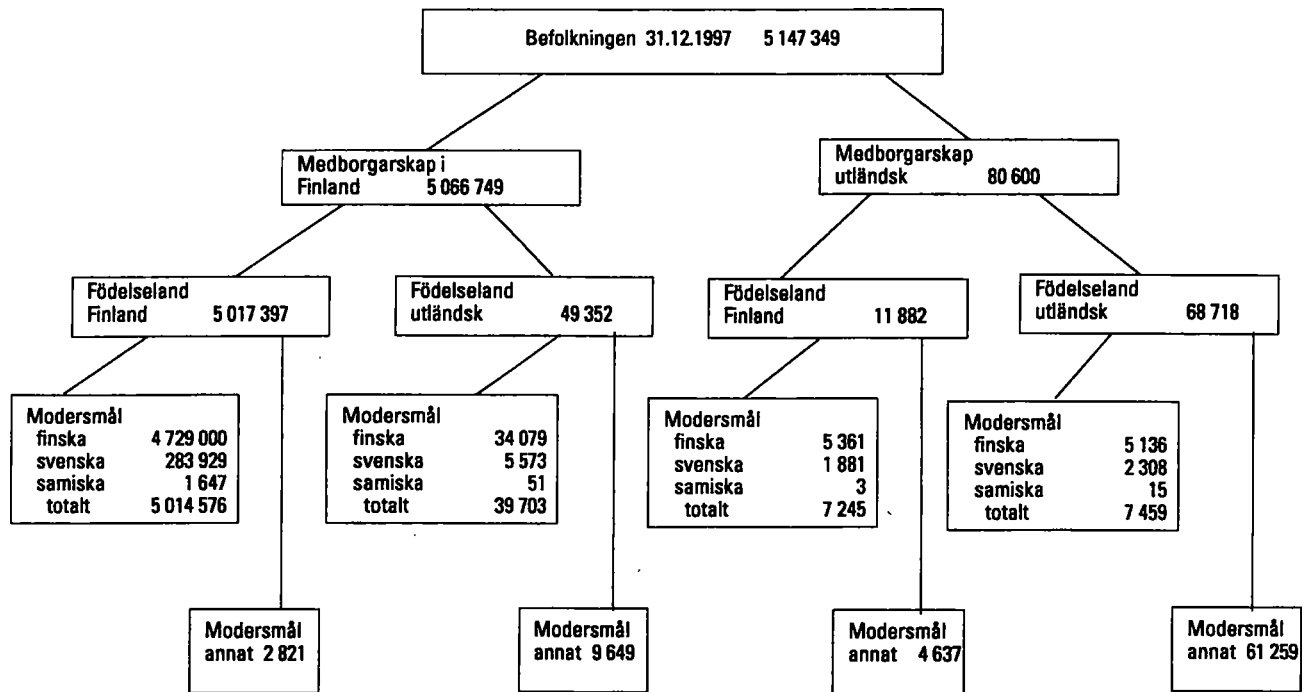 Befolkningen 31.12.1997 5 147 349
Medborgarskap i
Finland 5 066 749
Medborgarskap
utländsk 80 600
Födelseland
Finland 5 017 397
Födelseland
utländsk 49 352
Födelseland
Finland 11 882
Födelseland
utländsk 68 718
Modersmål
finska 4 729 000
svenska 283 929
samiska 1 647
totalt 5 014 576
Modersmål
finska 34 079
svenska 5 573
samiska 51
totalt 39 703
Modersmål
finska 5 361
svenska 1 881
samiska 3
totalt 7 245
Modersmål
finska 5 136
svenska 2 308
samiska 15
totalt 7 459
Modersmål
annat 2 821
Modersmål
annat 9 649
Modersmål
annat 4 637
Modersmål
annat 61 259